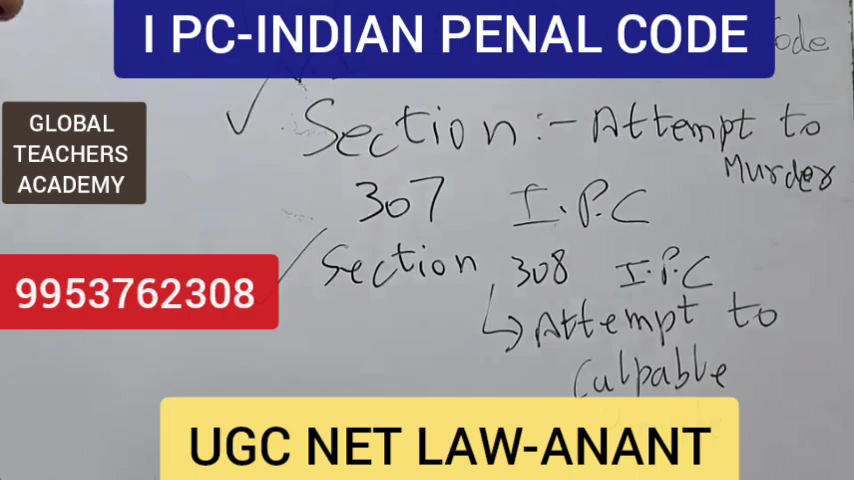 I PC-INDIAN PENAL CODE
ode
GLOBAL
TEACHERS
ACADEMY
Section :- Attempt to
Murder
307 I.P.C
9953762308
Section 308 I.P.C
Attempt to
Culpable
UGC NET LAW-ANANT